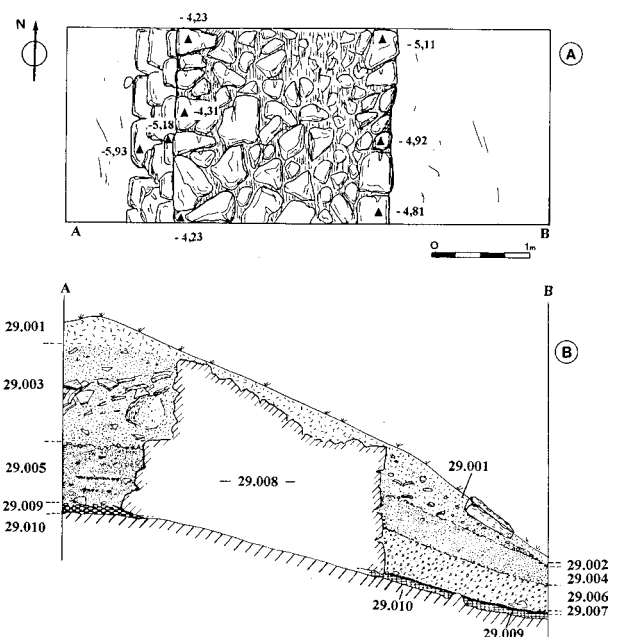 N
- 4,23
- 5,11
A
- 4,31
- 5,18
- 5,93
- 4,92
- 4,81
A
B
- 4,23
O
1m
A
B
29.001
B
29.003
29.005
29.001
— 29.008 —
29.009
29.010
29.002
29.004
29.006
29.010
29.007
29.009